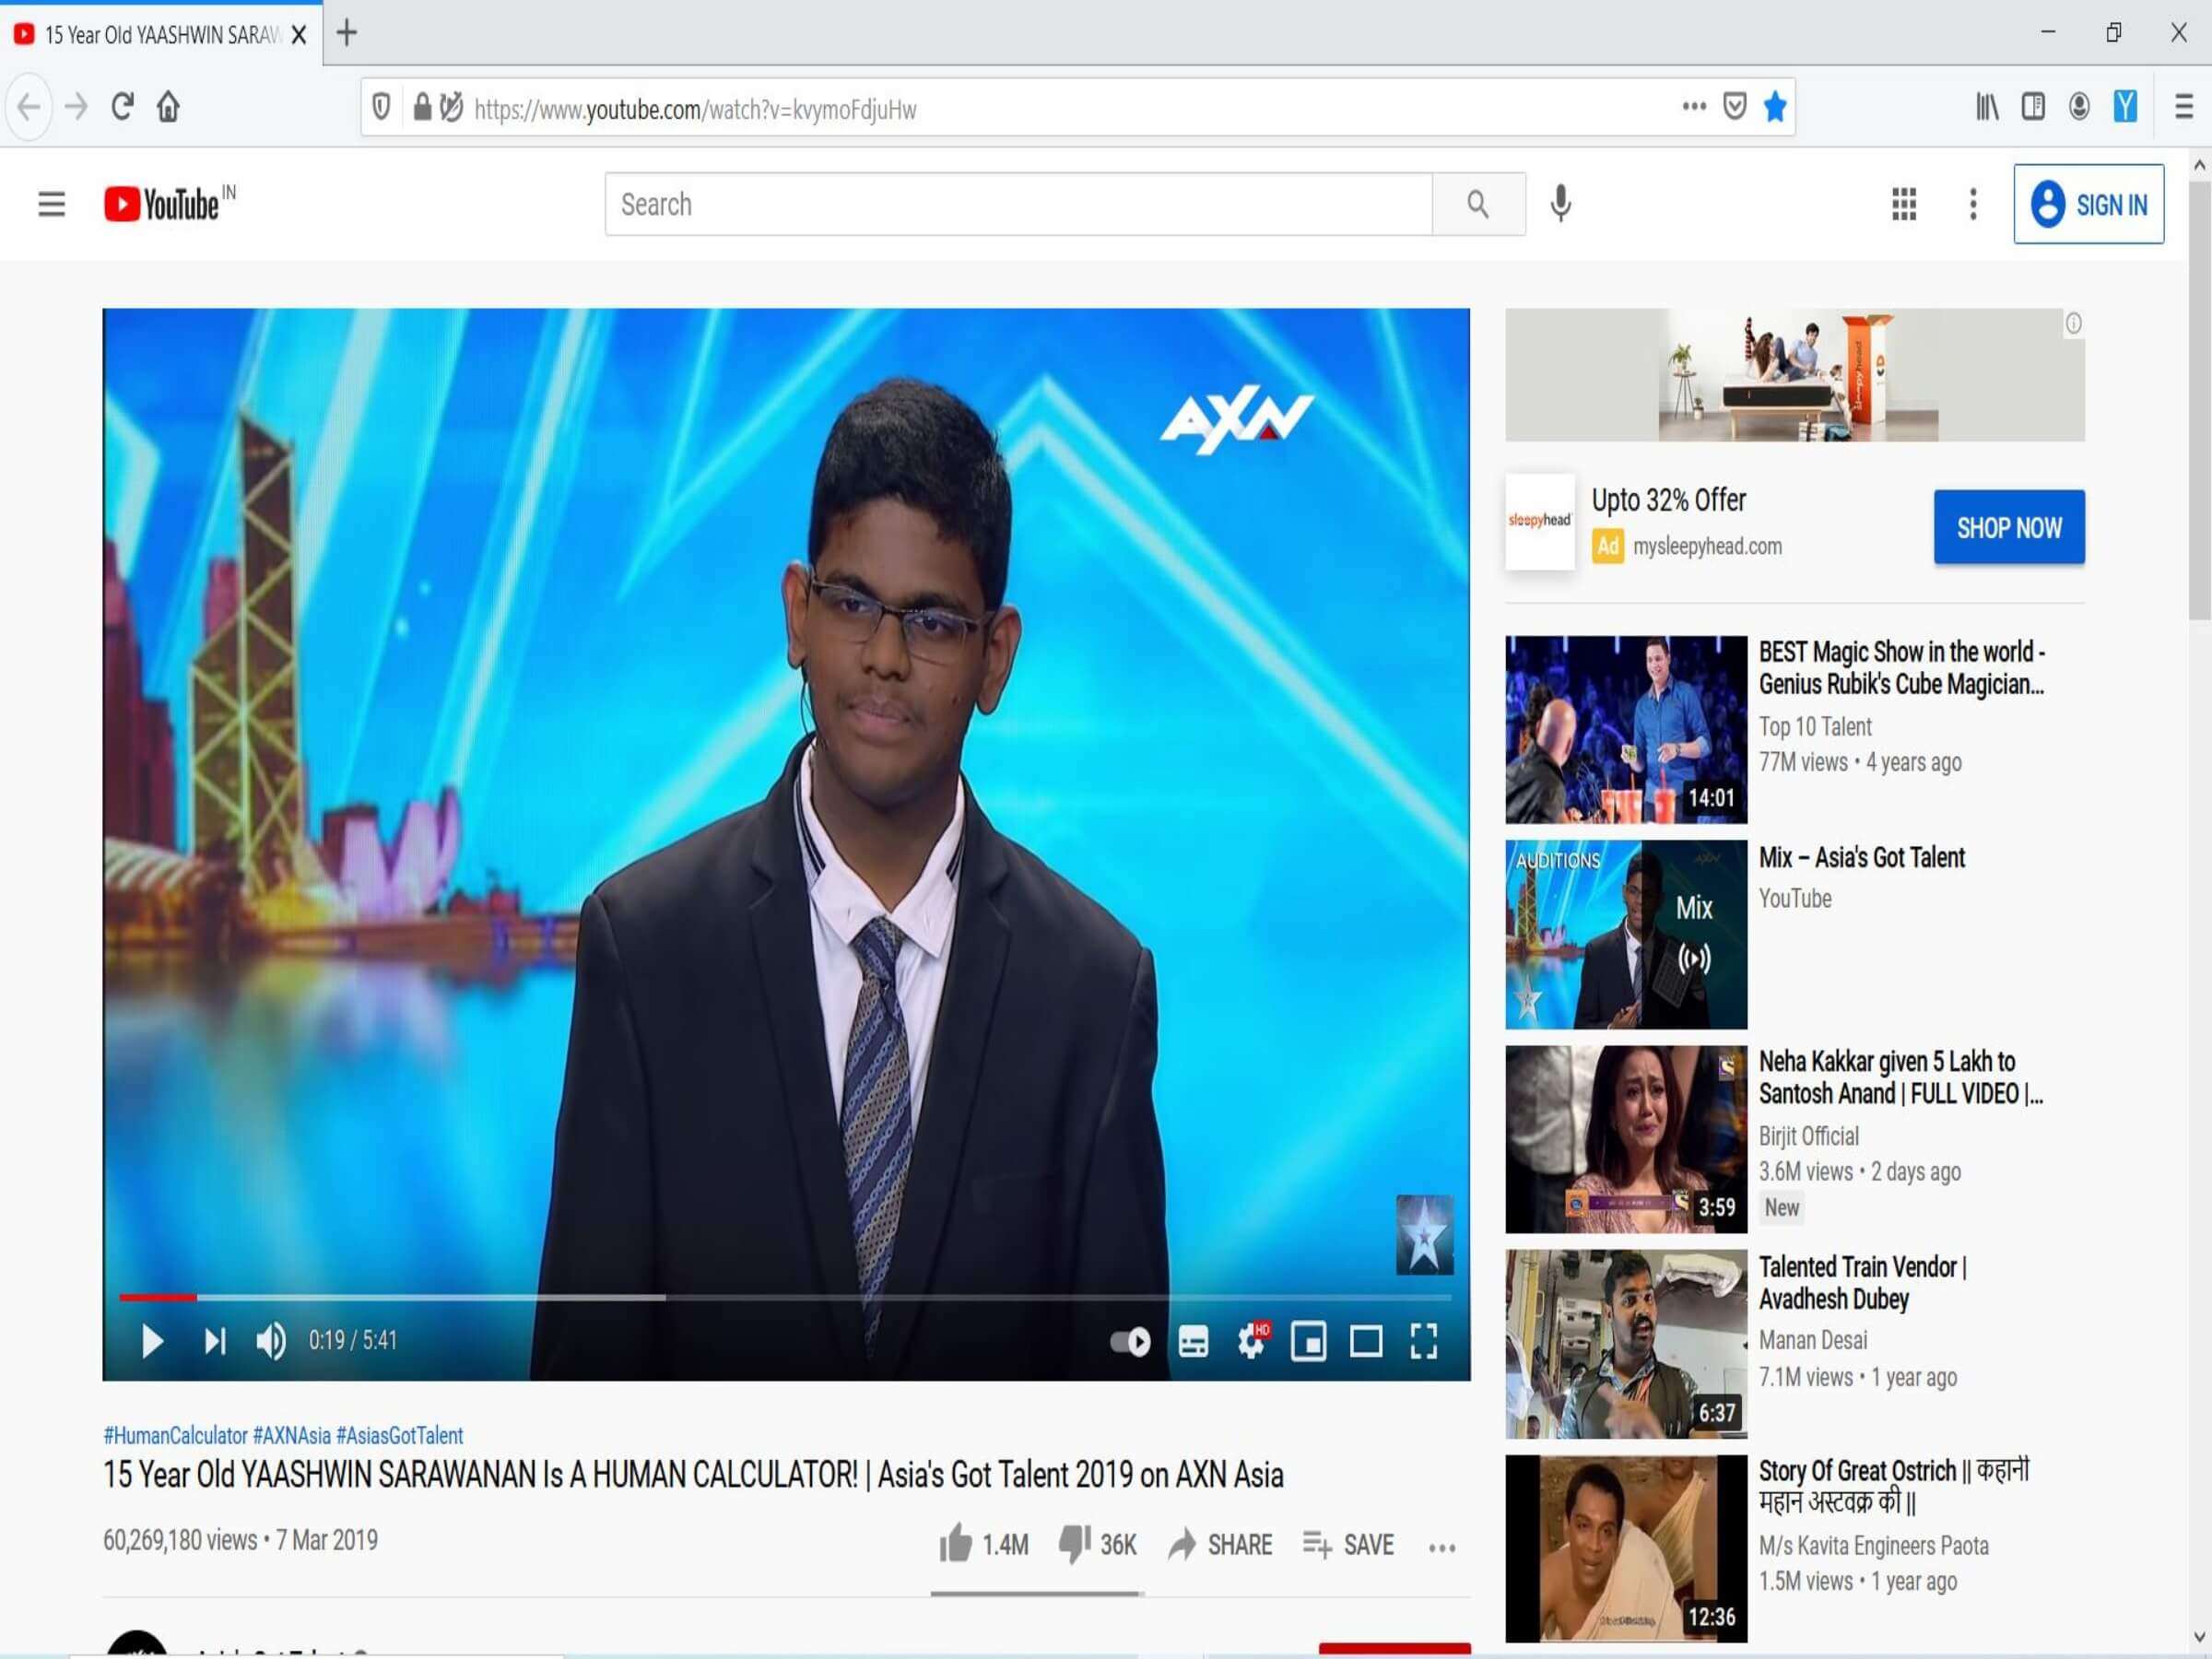 15 Year Old YAASHWIN SARAW
https://www.youtube.com/watch?v=kvymoFdjuHw
YouTube IN
Search
SIGN IN
AXN
0:19 / 5:41
HD
#HumanCalculator #AXNAsia #AsiasGotTalent
15 Year Old YAASHWIN SARAWANAN Is A HUMAN CALCULATOR! | Asia's Got Talent 2019 on AXN Asia
60,269,180 views • 7 Mar 2019
1.4M
36K
SHARE
SAVE
sleepyhead
sleepyhead
Upto 32% Offer
Ad mysleepyhead.com
SHOP NOW
14:01
BEST Magic Show in the world -
Genius Rubik's Cube Magician...
Top 10 Talent
77M views • 4 years ago
AUDITIONS
AXN
Mix
Mix – Asia's Got Talent
YouTube
3:59
Neha Kakkar given 5 Lakh to
Santosh Anand | FULL VIDEO |...
Birjit Official
3.6M views • 2 days ago
New
6:37
Talented Train Vendor |
Avadhesh Dubey
Manan Desai
7.1M views • 1 year ago
12:36
Story Of Great Ostrich || कहानी
महान अस्टवक्र की ||
M/s Kavita Engineers Paota
1.5M views • 1 year ago